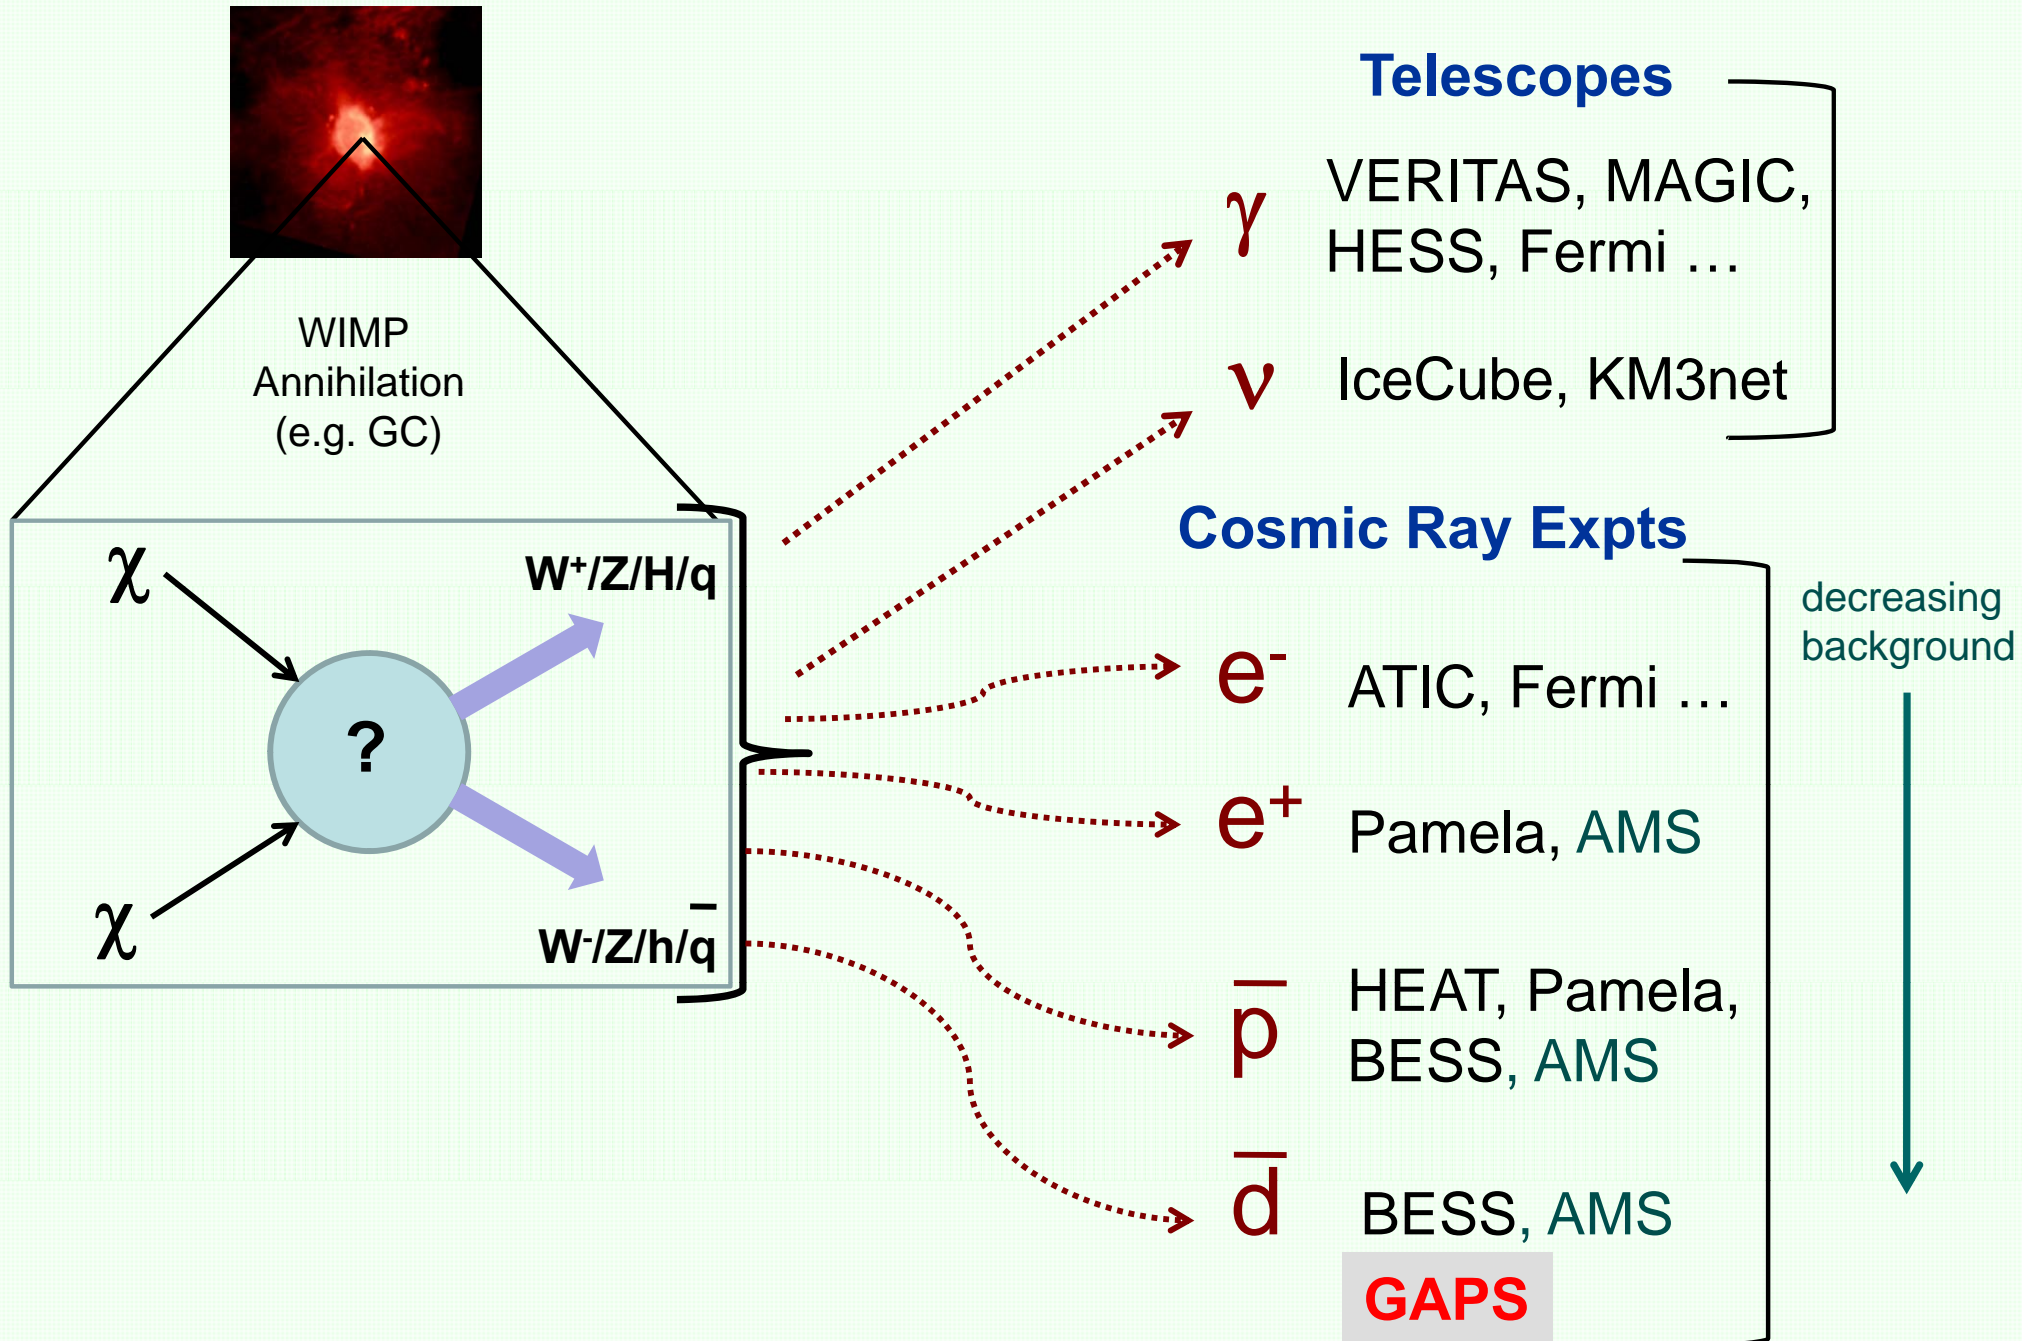 WIMP
Annihilation
(e.g. GC)
χ
W⁺/Z/H/q
?
χ
W⁻/Z/h/q̅
Telescopes
γ VERITAS, MAGIC,
HESS, Fermi …
ν IceCube, KM3net
Cosmic Ray Expts
decreasing
background
e⁻ ATIC, Fermi …
e⁺ Pamela, AMS
p̅ HEAT, Pamela,
BESS, AMS
d̅ BESS, AMS
GAPS